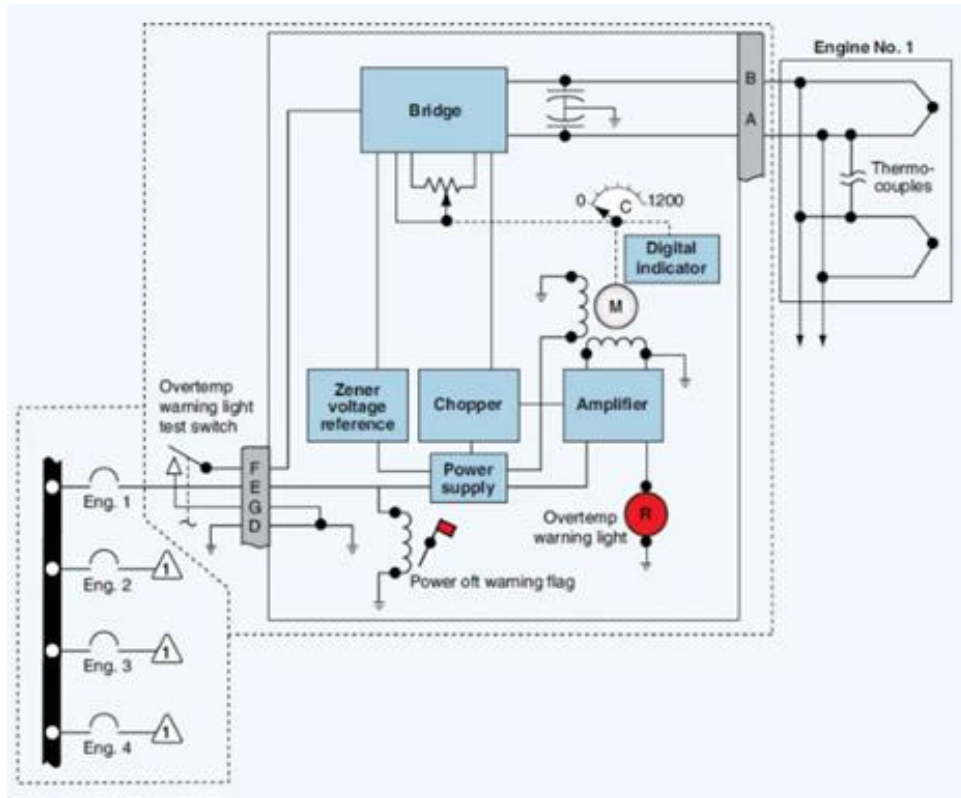 Engine No. 1
B
Bridge
A
Thermo-
couples
0
1200
C
Digital
indicator
M
Overtemp
warning light
test switch
Zener
voltage
reference
Chopper
Amplifier
F
E
G
D
Power
supply
Eng. 1
Overtemp
warning light
R
Power oft warning flag
Eng. 2
1
Eng. 3
1
Eng. 4
1